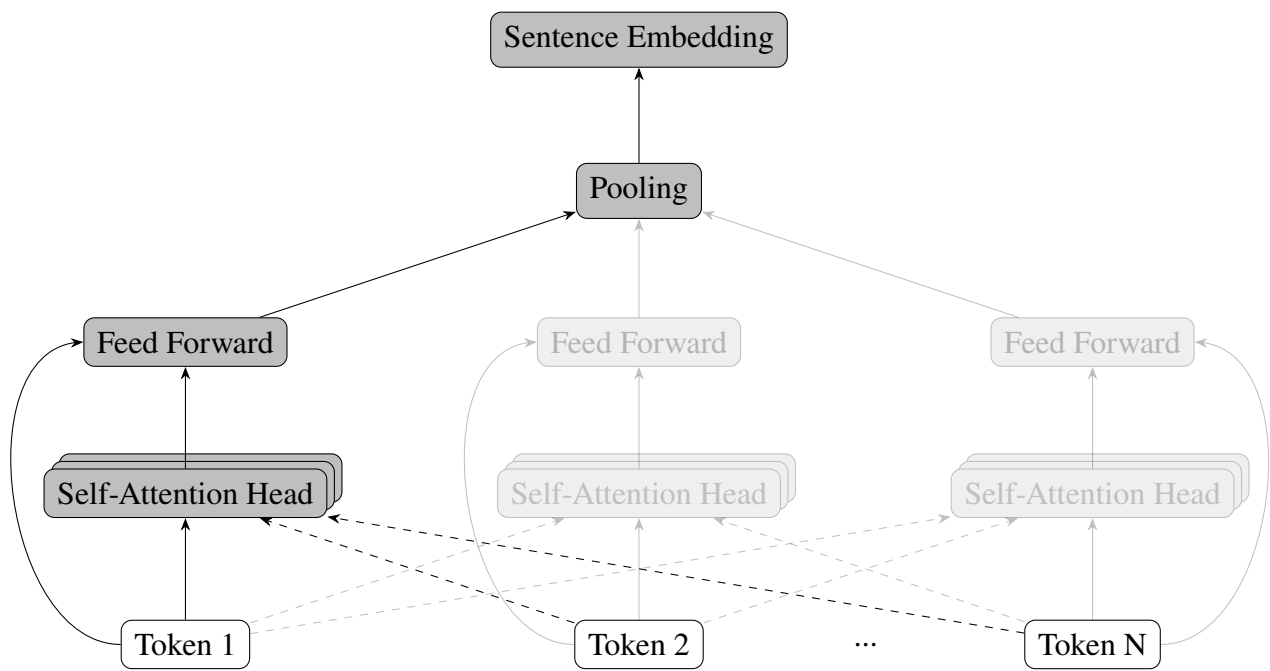 Sentence Embedding
Pooling
Feed Forward
Feed Forward
Feed Forward
Self-Attention Head
Self-Attention Head
Self-Attention Head
Token 1
Token 2
...
Token N